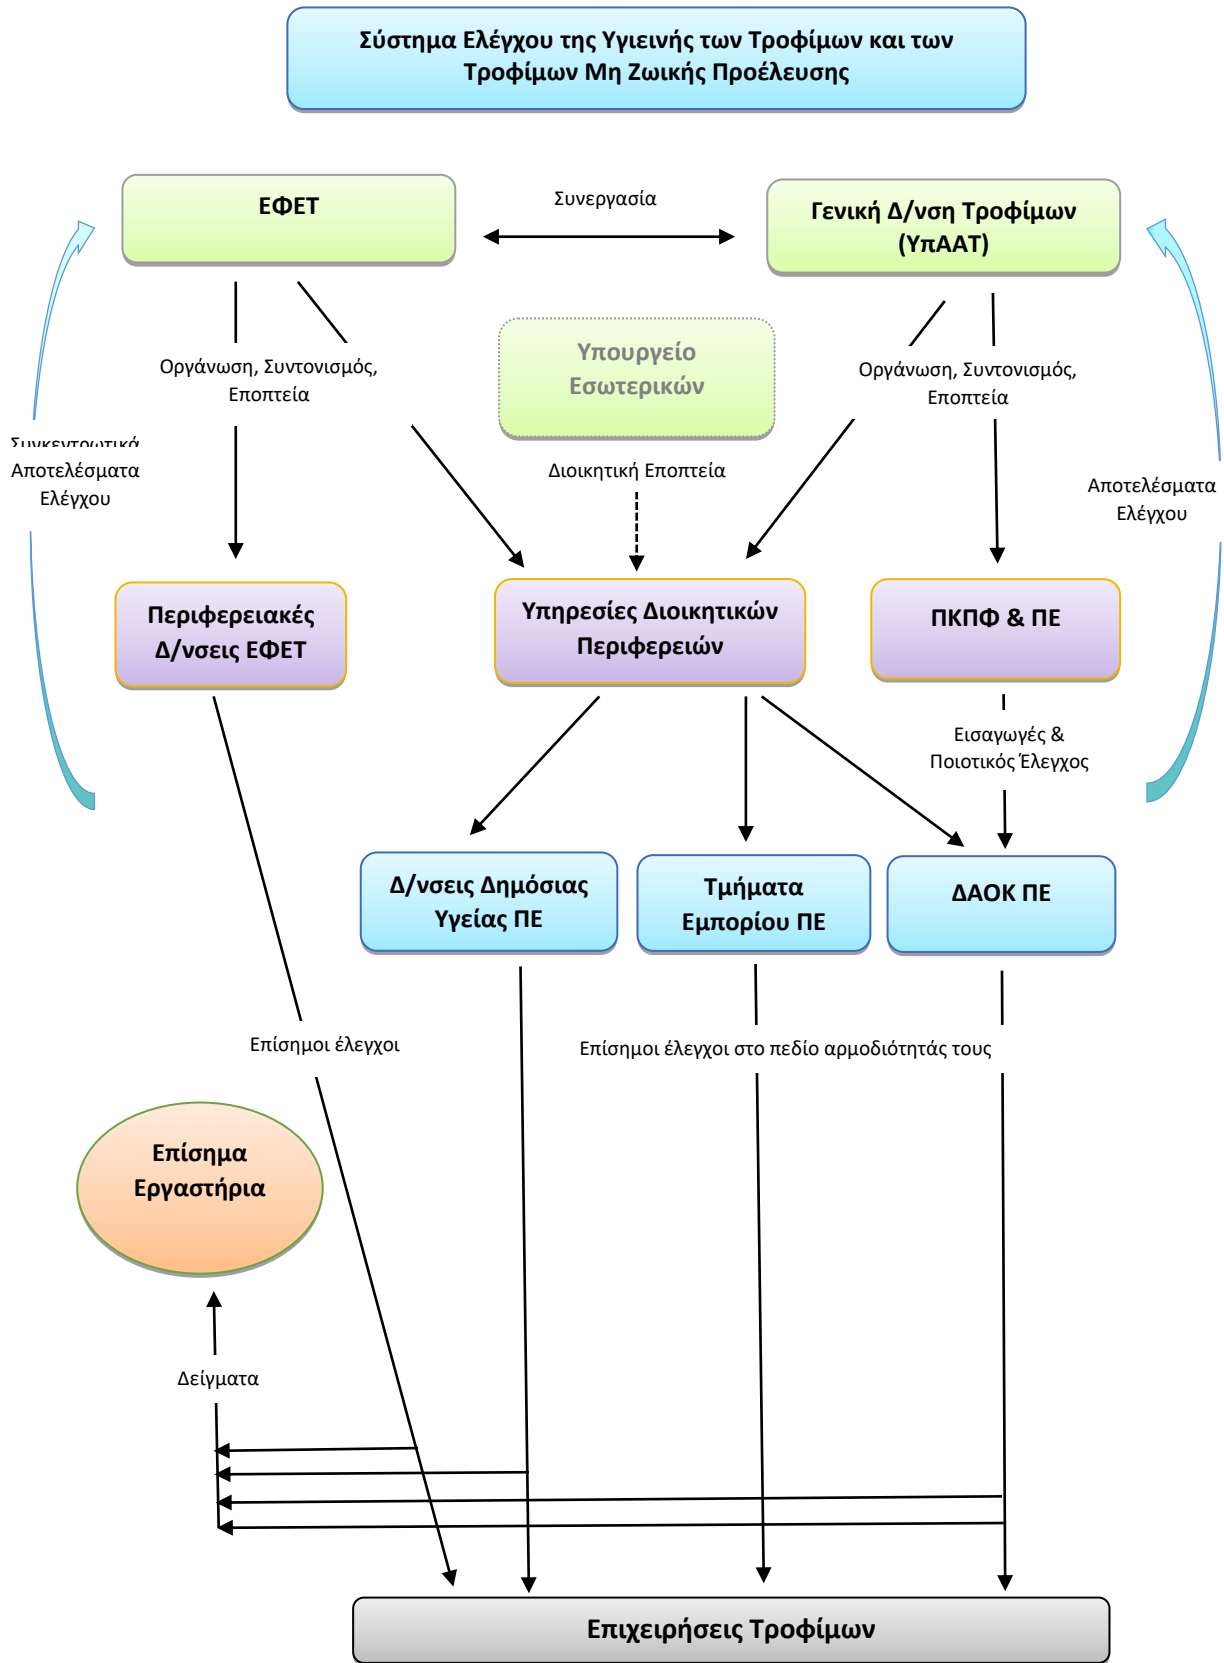 Σύστημα Ελέγχου της Υγιεινής των Τροφίμων και των
Τροφίμων Μη Ζωικής Προέλευσης
ΕΦΕΤ
Συνεργασία
Γενική Δ/νση Τροφίμων
(ΥπΑΑΤ)
Υπουργείο
Εσωτερικών
Οργάνωση, Συντονισμός,
Εποπτεία
Οργάνωση, Συντονισμός,
Εποπτεία
Συγκεντρωτικά
Αποτελέσματα
Ελέγχου
Διοικητική Εποπτεία
Αποτελέσματα
Ελέγχου
Περιφερειακές
Δ/νσεις ΕΦΕΤ
Υπηρεσίες Διοικητικών
Περιφερειών
ΠΚΠΦ & ΠΕ
Εισαγωγές &
Ποιοτικός Έλεγχος
Δ/νσεις Δημόσιας
Υγείας ΠΕ
Τμήματα
Εμπορίου ΠΕ
ΔΑΟΚ ΠΕ
Επίσημοι έλεγχοι
Επίσημοι έλεγχοι στο πεδίο αρμοδιότητάς τους
Επίσημα
Εργαστήρια
Δείγματα
Επιχειρήσεις Τροφίμων